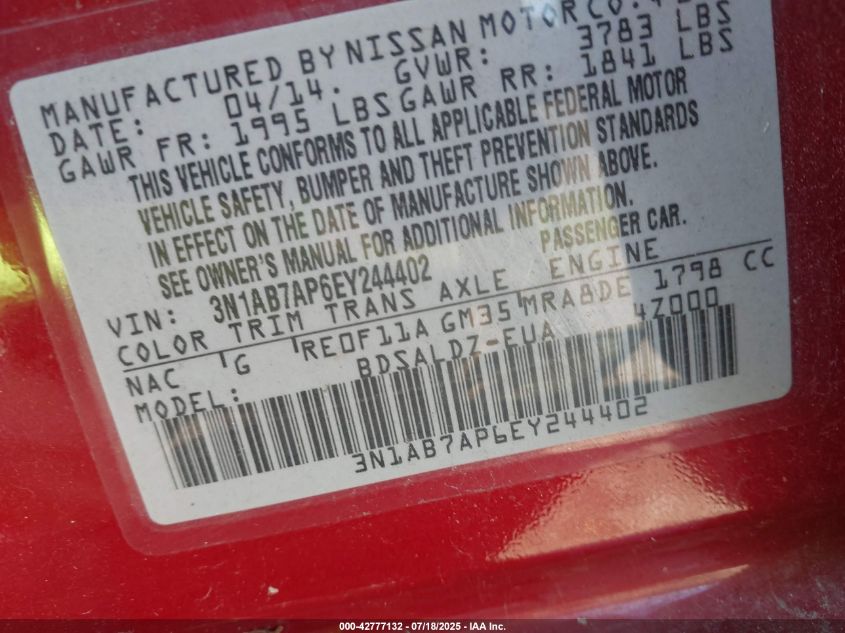 MANUFACTURED BY NISSAN MOTOR CO.
DATE: 04/14. GVWR: 3783 LBS
GAWR FR: 1995 LBS GAWR RR: 1841 LBS
THIS VEHICLE CONFORMS TO ALL APPLICABLE FEDERAL MOTOR
VEHICLE SAFETY, BUMPER AND THEFT PREVENTION STANDARDS
IN EFFECT ON THE DATE OF MANUFACTURE SHOWN ABOVE.
SEE OWNER'S MANUAL FOR ADDITIONAL INFORMATION.
VIN: 3N1AB7AP6EY244402 PASSENGER CAR.
COLOR TRIM TRANS AXLE ENGINE
NAC G RE0F11A GM35 MRA8DE 1798 CC
MODEL: BDSALDZ-EUA 4Z000
3N1AB7AP6EY244402
000-42777132 - 07/18/2025 - IAA Inc.